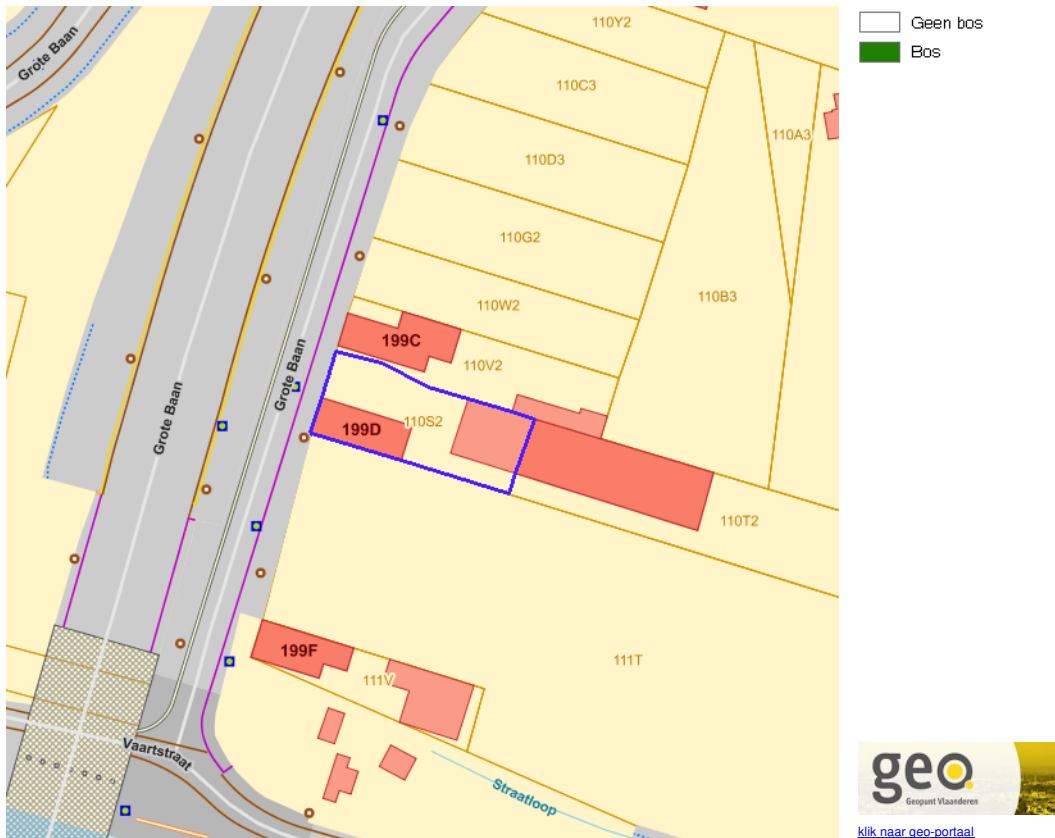 Grote Baan
110Y2
110C3
110A3
110D3
110G2
110B3
110W2
199C
Grote Baan
110V2
Grote Baan
110S2
199D
110T2
199F
111T
111V
Vaartstraat
Straatloop
Geen bos
Bos
geo
Geopunt Vlaanderen
klik naar geo-portaal